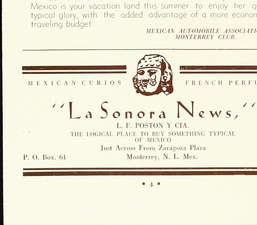 Mexico is your vacation land this summer to enjoy her
typical glory, with the added advantage of a more econom
traveling budget.
MEXICAN AUTOMOBILE ASSOCIATI
MONTERREY CLUB.
MEXICAN CURIOS FRENCH PERF
"La Sonora News,"
L. F. POSTON Y CIA.
THE LOGICAL PLACE TO BUY SOMETHING TYPICAL
OF MEXICO
Just Across From Zaragoza Plaza
P. O. Box. 61 Monterrey, N. L. Mex.
• 4 •